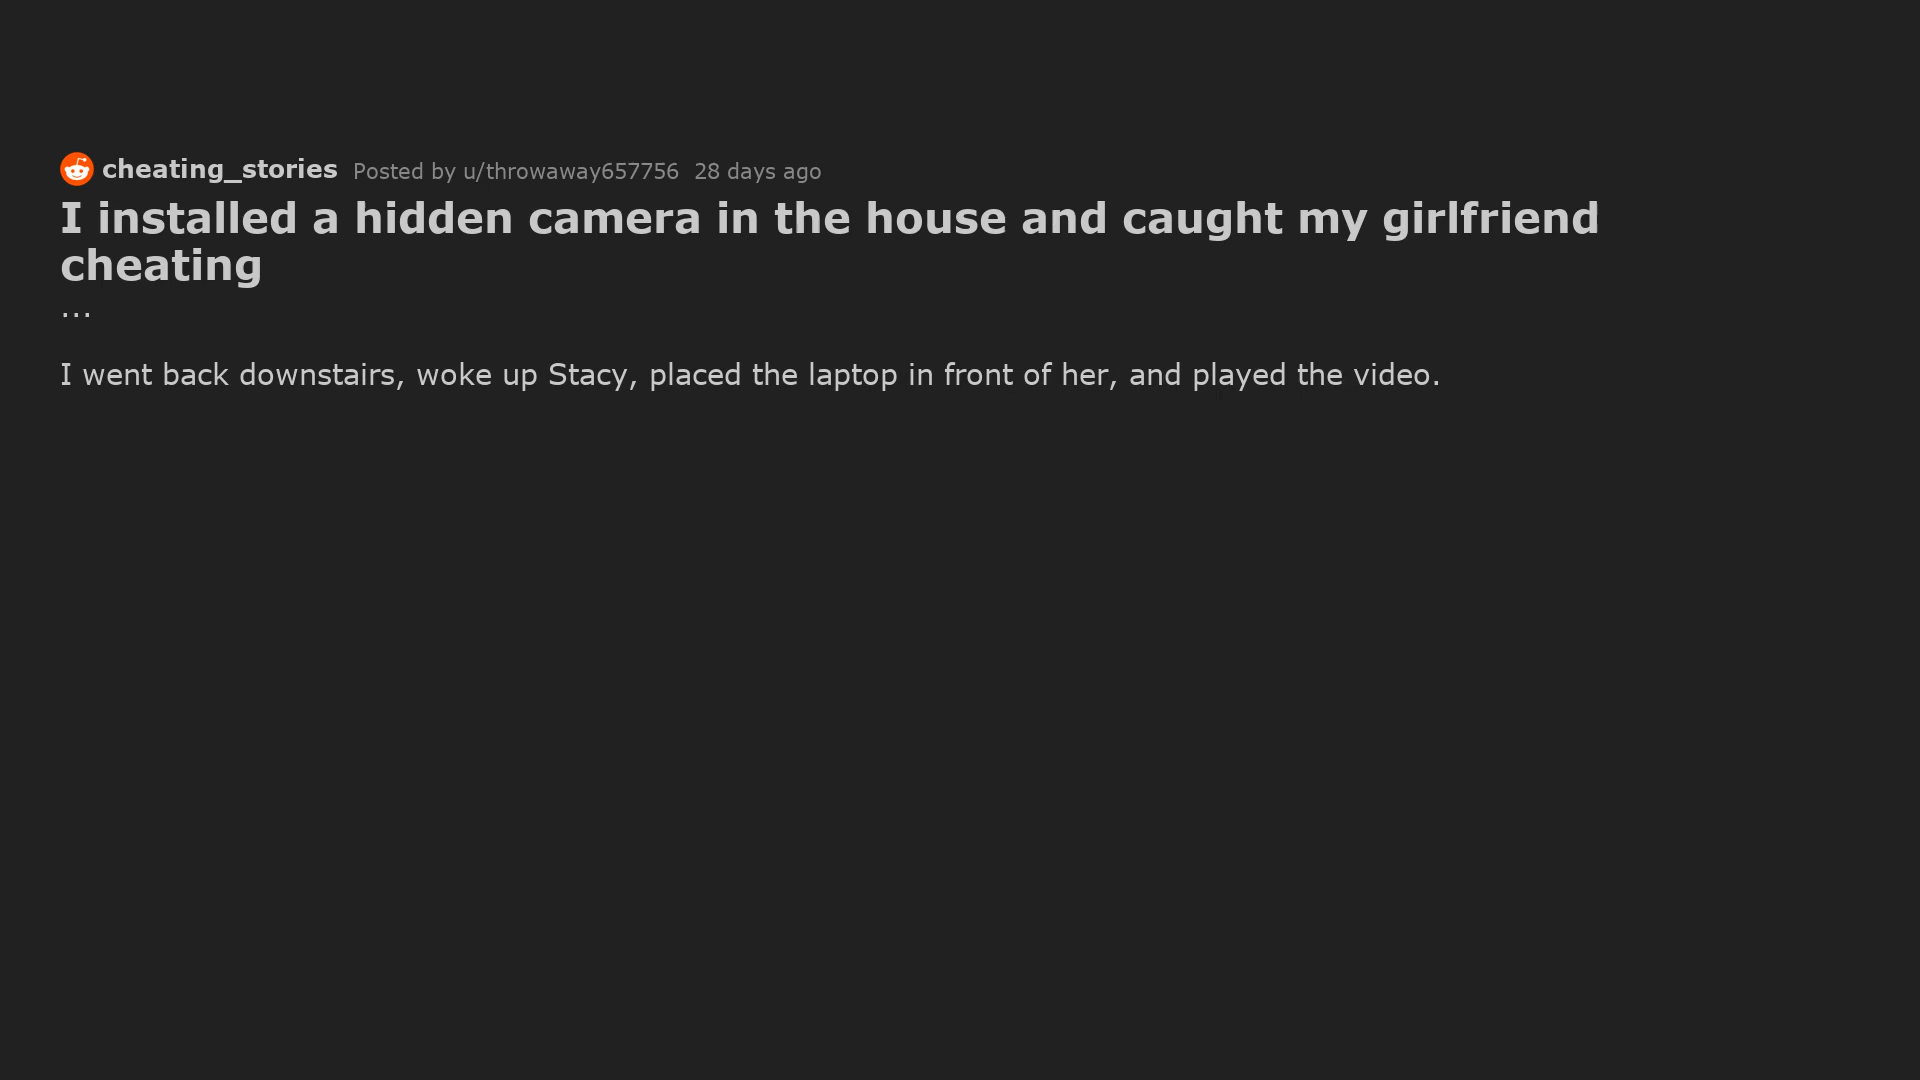 cheating_stories Posted by u/throwaway657756 28 days ago
I installed a hidden camera in the house and caught my girlfriend
cheating
...
I went back downstairs, woke up Stacy, placed the laptop in front of her, and played the video.